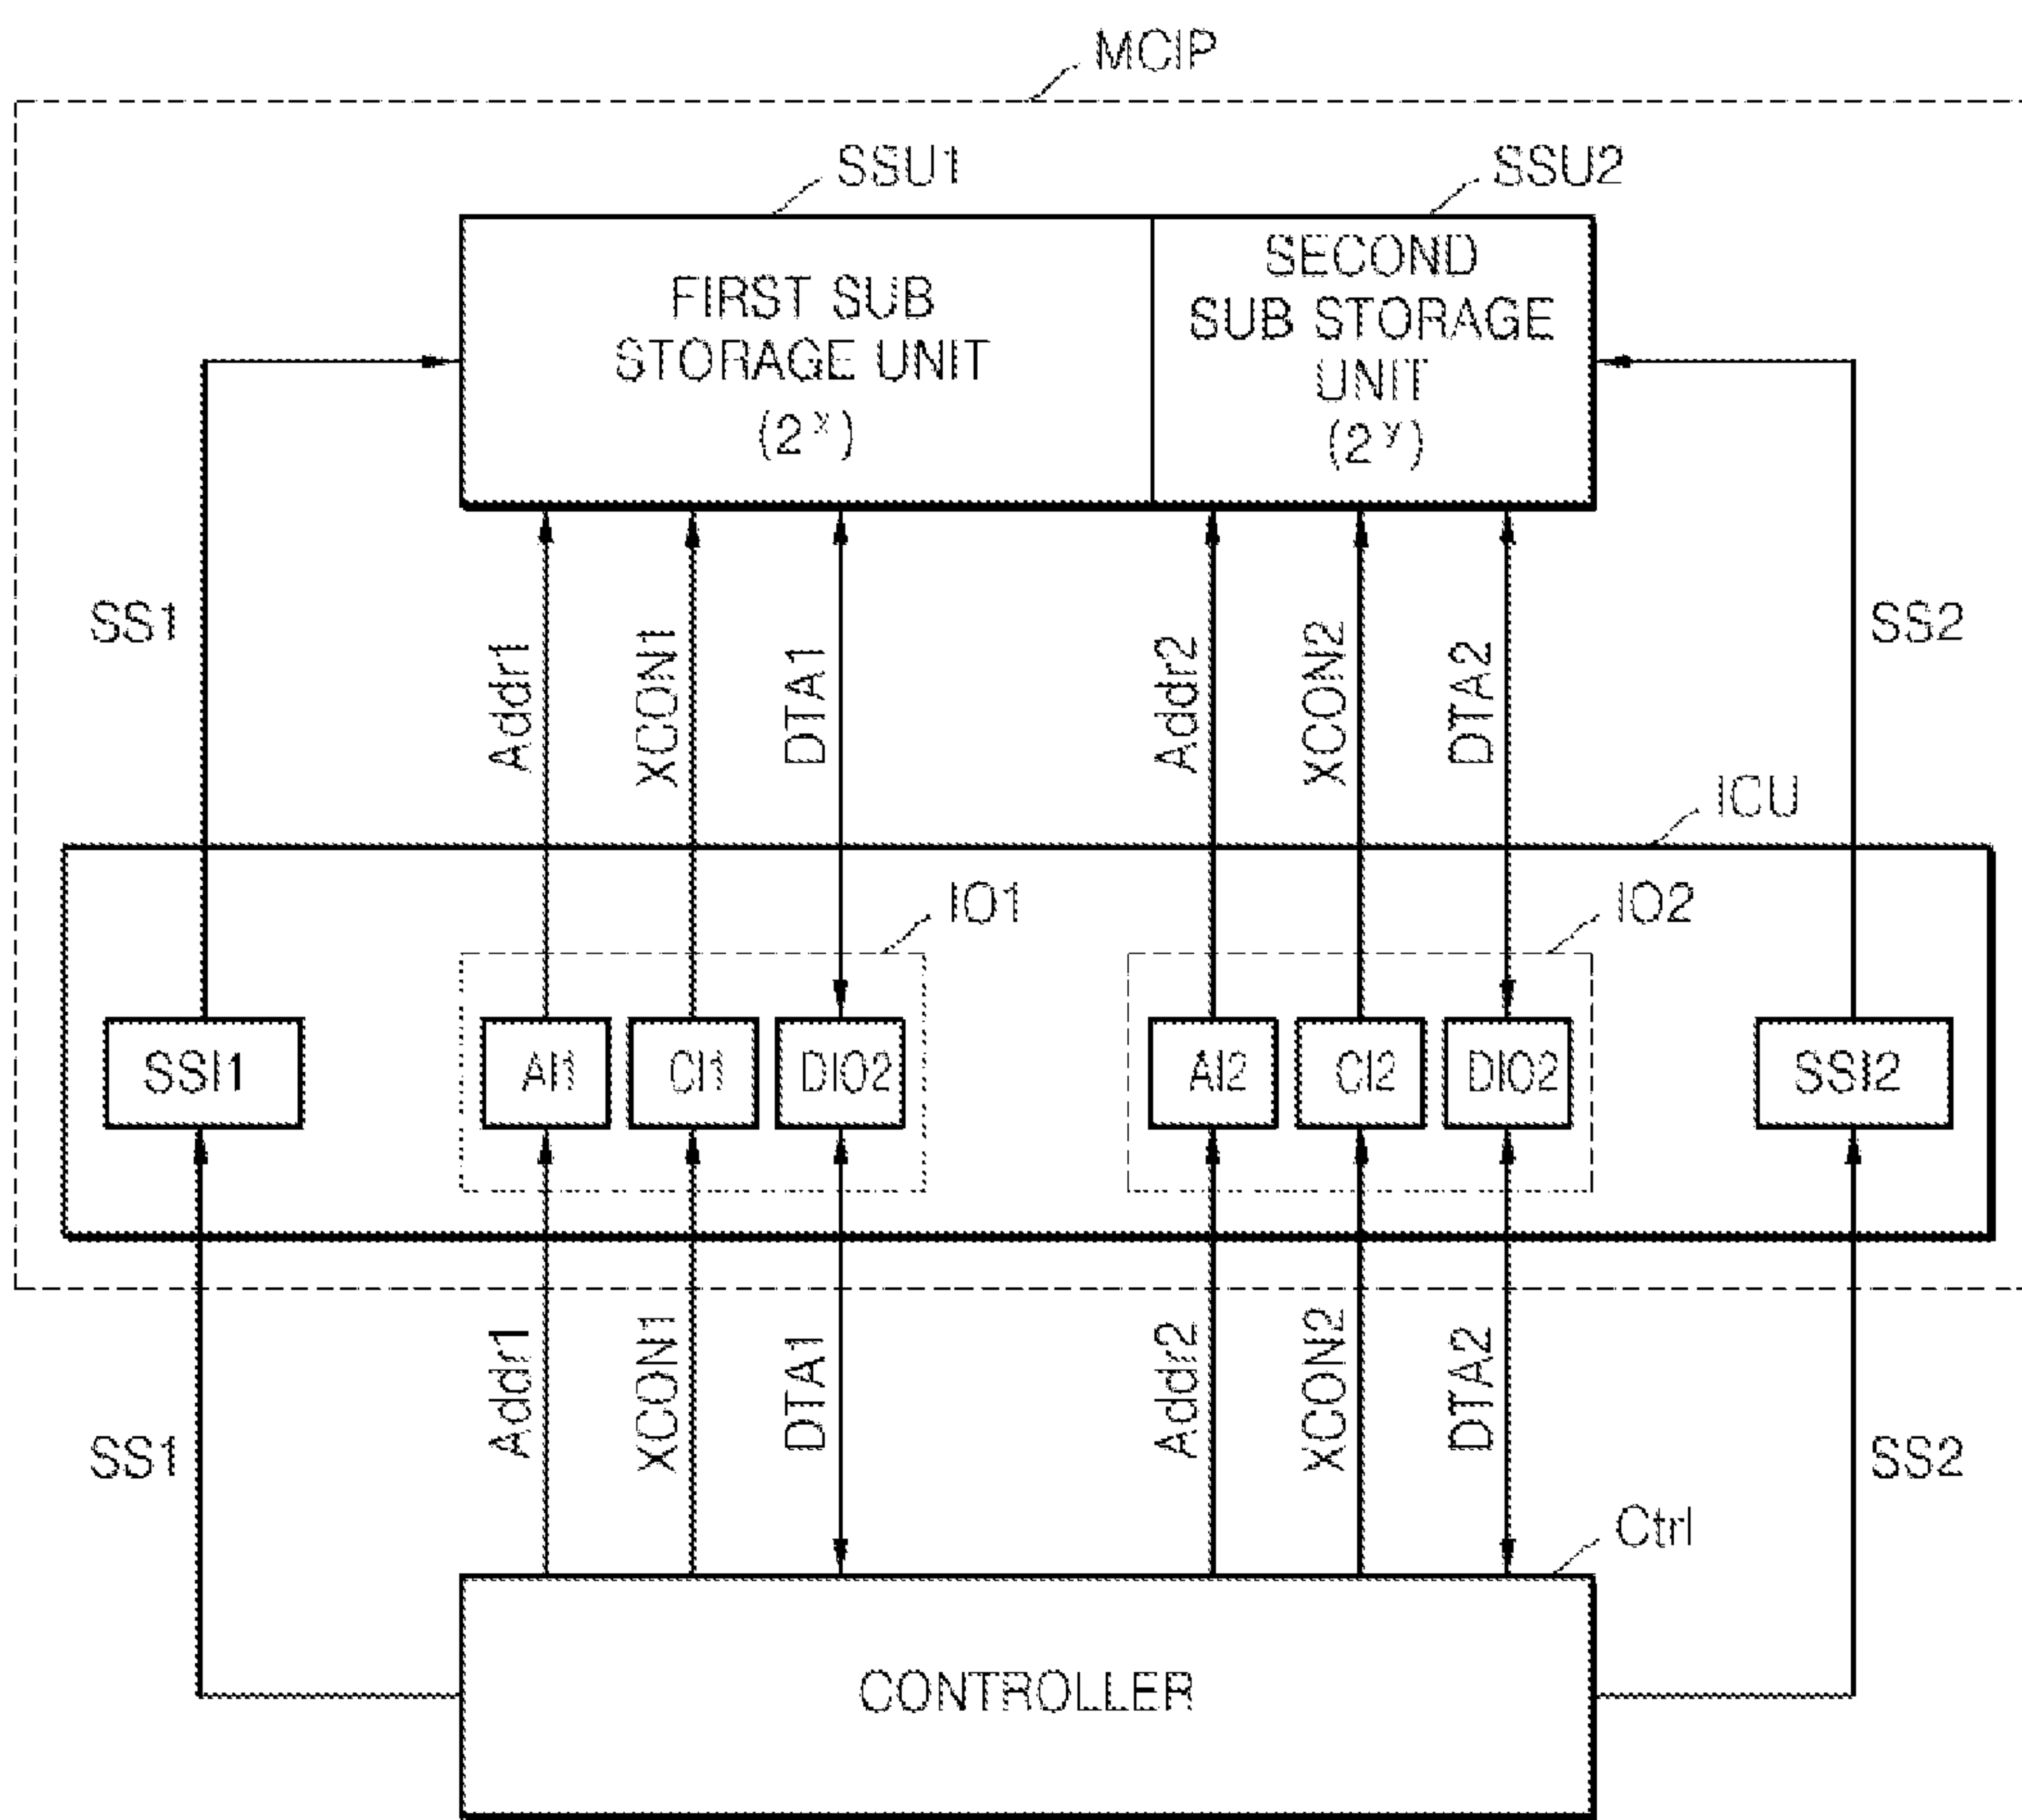 MCIP
SSU1
SSU2
FIRST SUB
STORAGE UNIT
(2^x)
SECOND
SUB STORAGE
UNIT
(2^y)
SS1
Addr1
XCON1
DTA1
Addr2
XCON2
DTA2
SS2
ICU
IO1
IO2
SSI1
AI1
CI1
DIO2
AI2
CI2
DIO2
SSI2
SS1
Addr1
XCON1
DTA1
Addr2
XCON2
DTA2
SS2
Ctrl
CONTROLLER